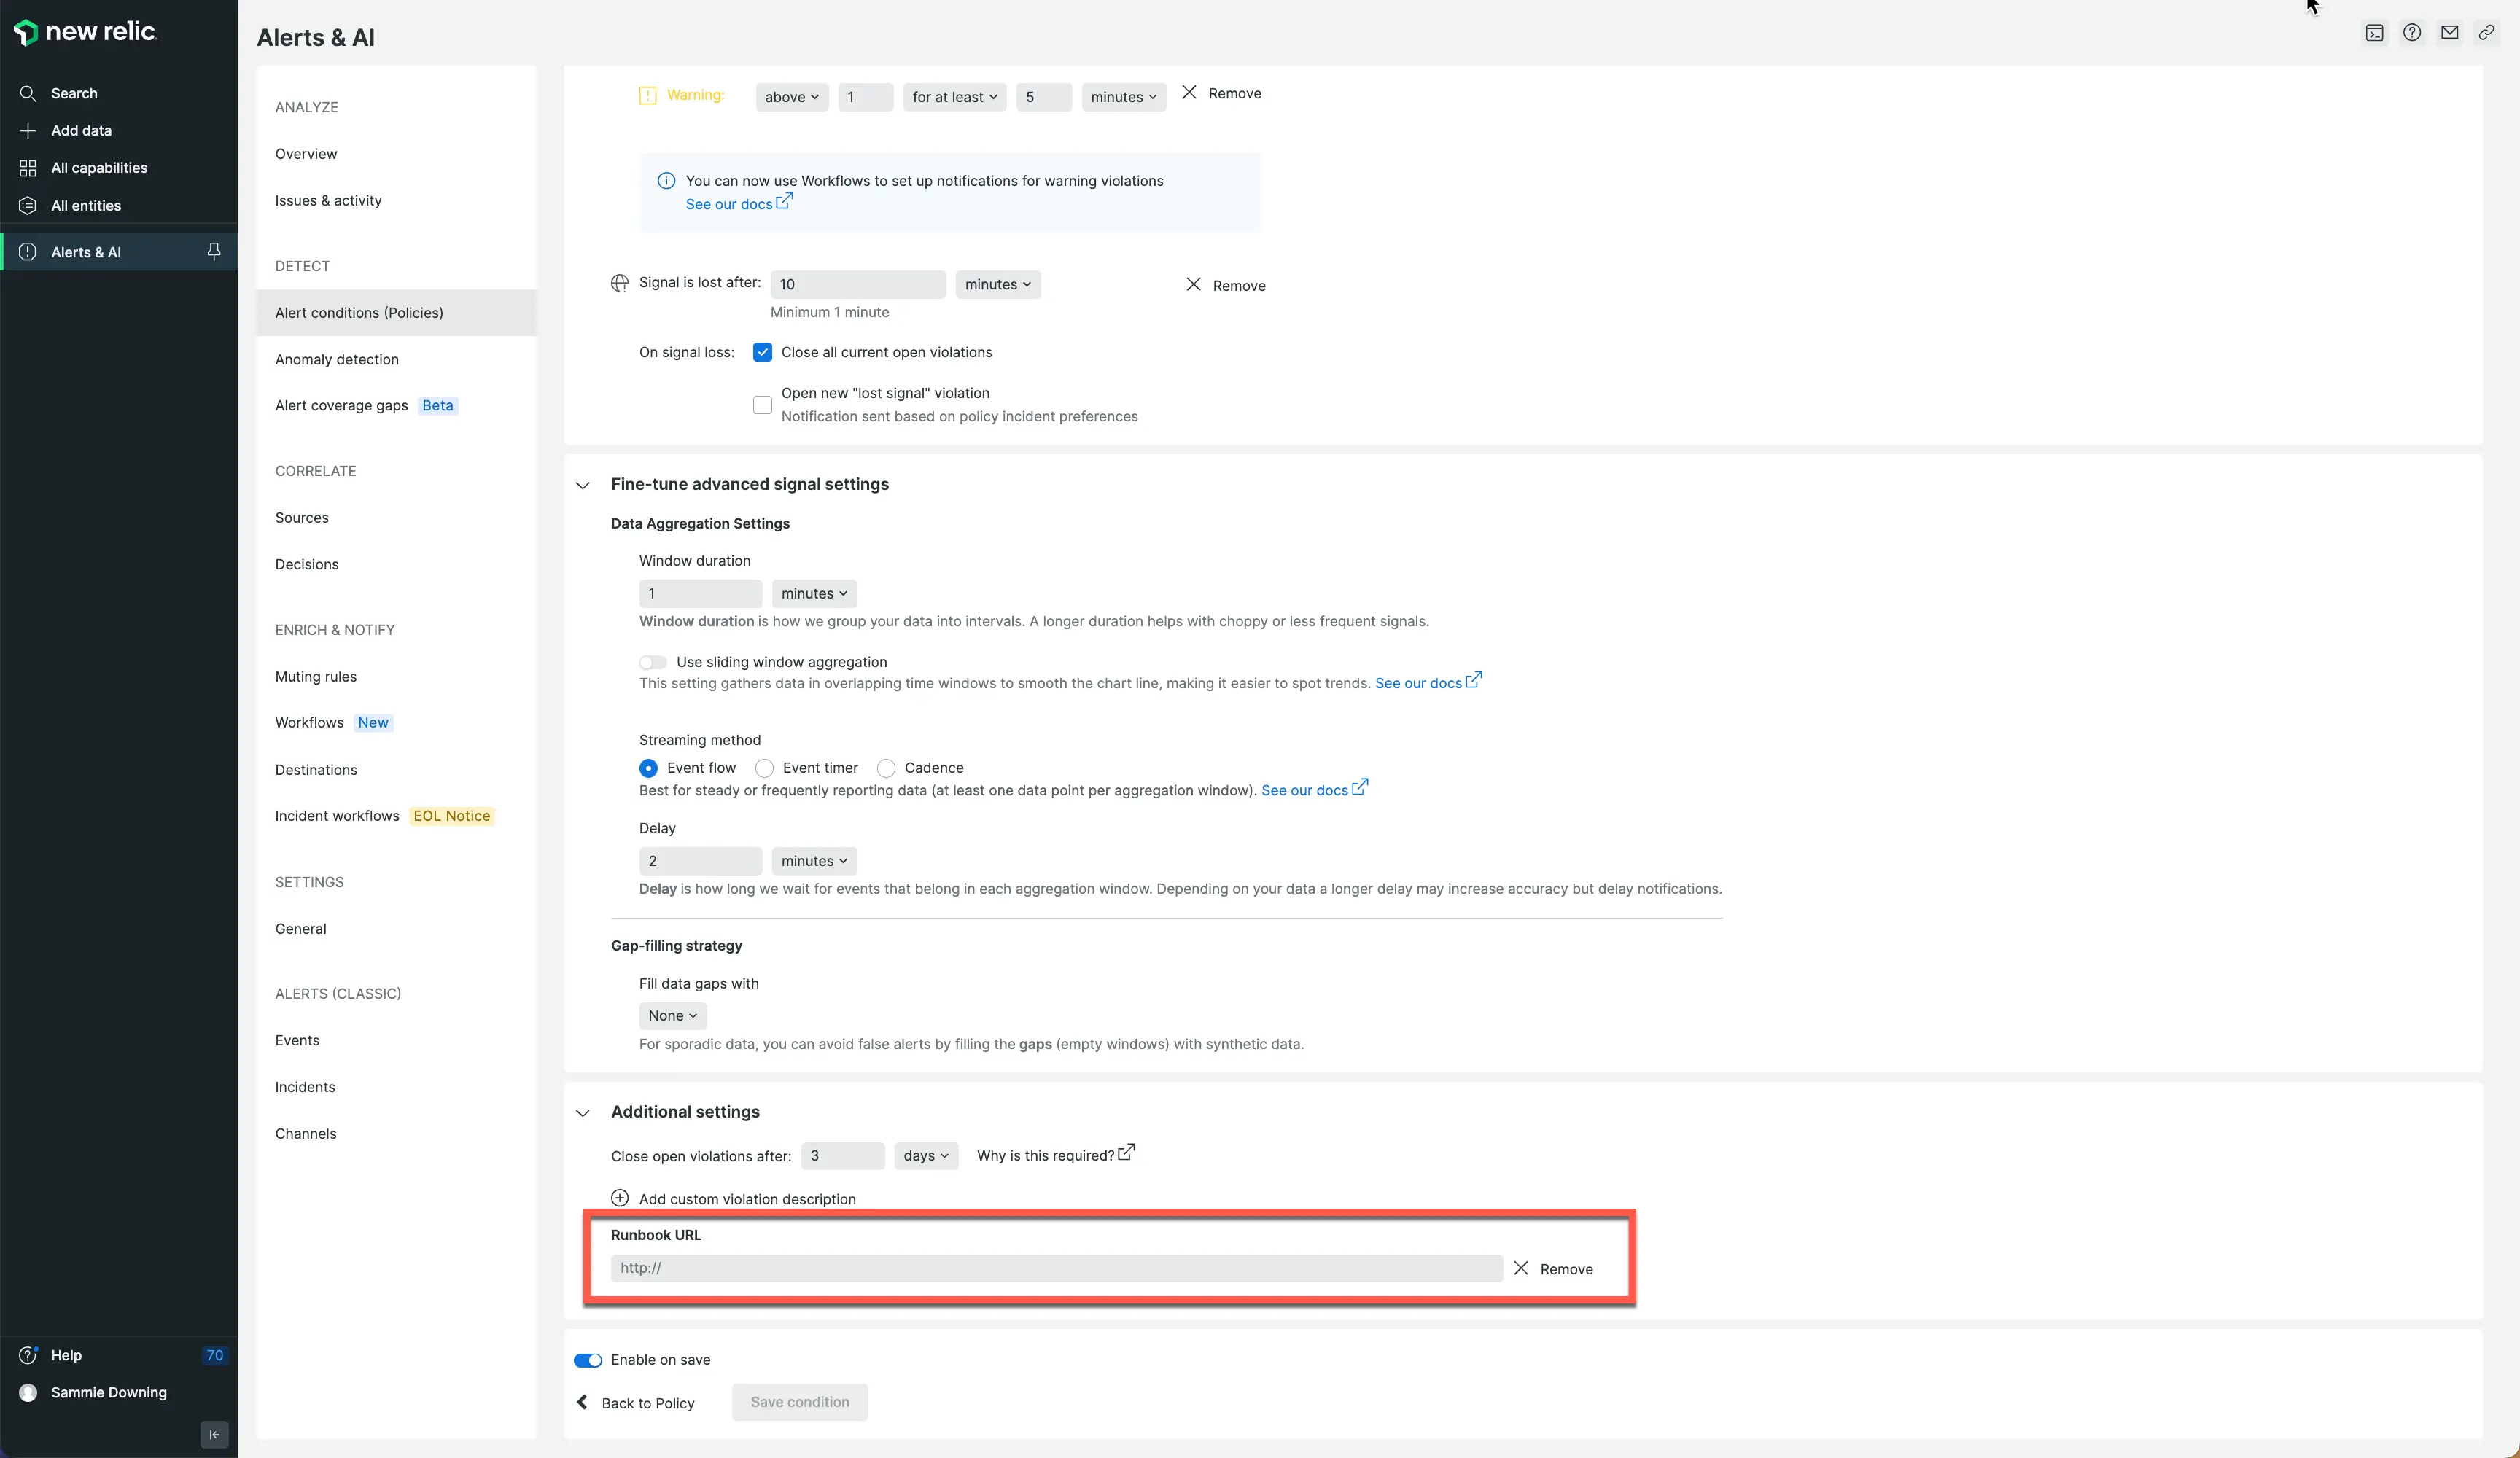 new relic
Search
Add data
All capabilities
All entities
Alerts & AI
Help 70
Sammie Downing
Alerts & AI
ANALYZE
Overview
Issues & activity
DETECT
Alert conditions (Policies)
Anomaly detection
Alert coverage gaps Beta
CORRELATE
Sources
Decisions
ENRICH & NOTIFY
Muting rules
Workflows New
Destinations
Incident workflows EOL Notice
SETTINGS
General
ALERTS (CLASSIC)
Events
Incidents
Channels
Warning: above 1 for at least 5 minutes Remove
You can now use Workflows to set up notifications for warning violations
See our docs
Signal is lost after: 10 minutes Remove
Minimum 1 minute
On signal loss: Close all current open violations
Open new "lost signal" violation
Notification sent based on policy incident preferences
Fine-tune advanced signal settings
Data Aggregation Settings
Window duration
1 minutes
Window duration is how we group your data into intervals. A longer duration helps with choppy or less frequent signals.
Use sliding window aggregation
This setting gathers data in overlapping time windows to smooth the chart line, making it easier to spot trends. See our docs
Streaming method
Event flow Event timer Cadence
Best for steady or frequently reporting data (at least one data point per aggregation window). See our docs
Delay
2 minutes
Delay is how long we wait for events that belong in each aggregation window. Depending on your data a longer delay may increase accuracy but delay notifications.
Gap-filling strategy
Fill data gaps with
None
For sporadic data, you can avoid false alerts by filling the gaps (empty windows) with synthetic data.
Additional settings
Close open violations after: 3 days Why is this required?
Add custom violation description
Runbook URL
http:// Remove
Enable on save
Back to Policy Save condition